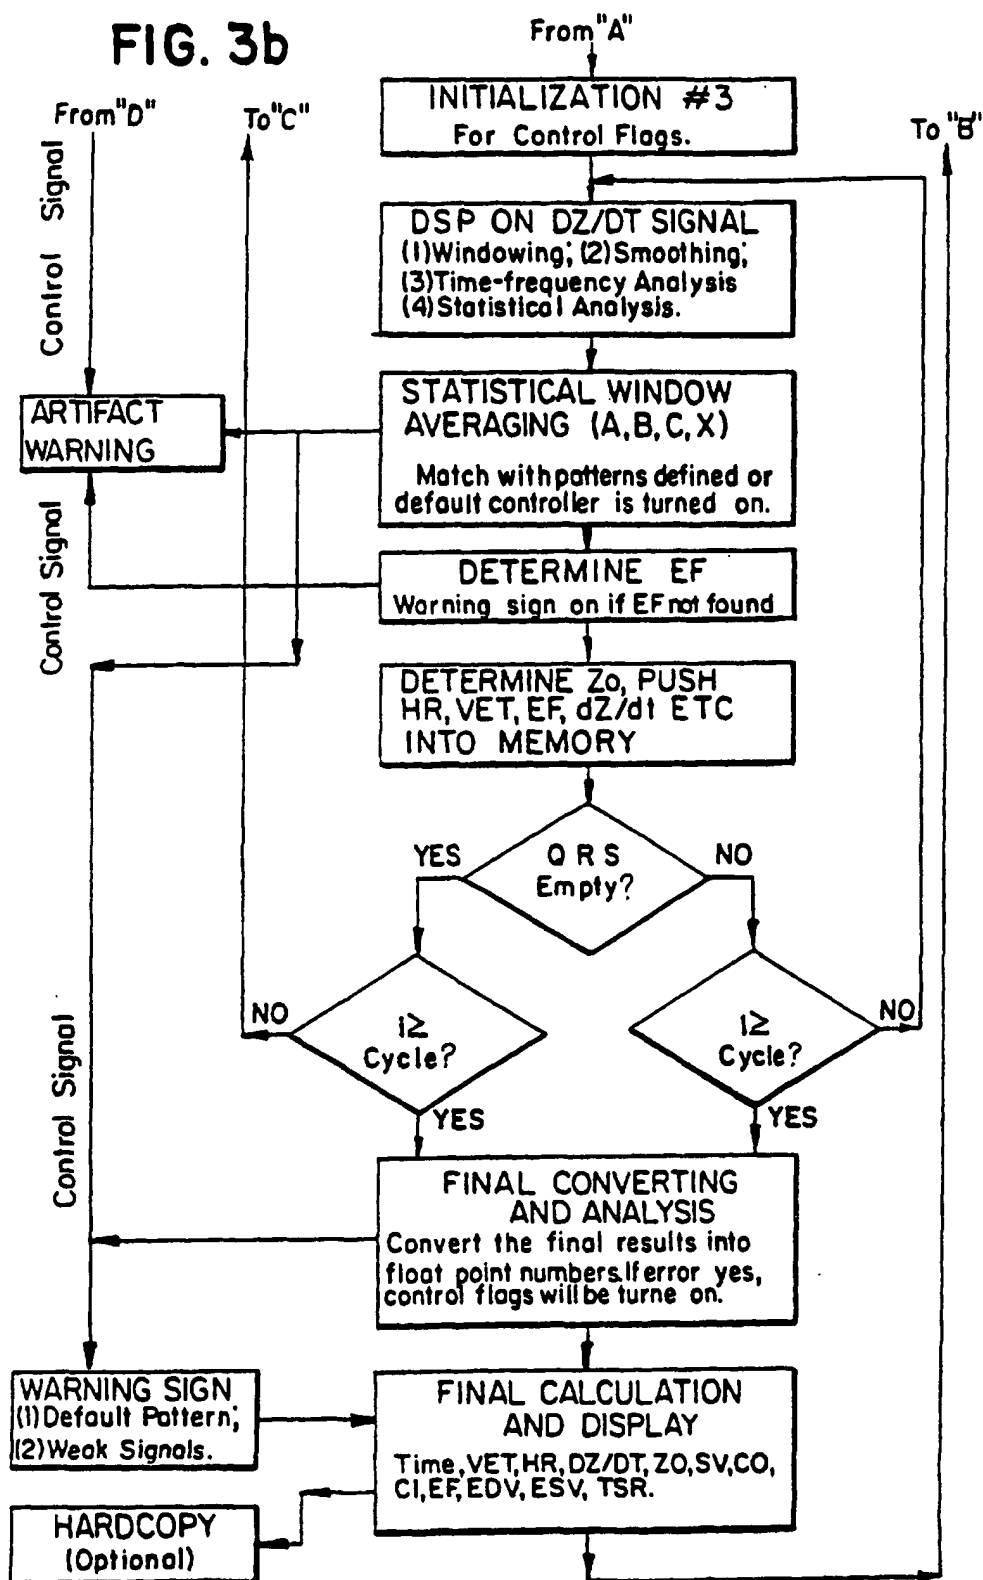 FIG. 3b
From "A"
From "D"
To "C"
To "B"
INITIALIZATION #3
For Control Flags.
Control Signal
DSP ON DZ/DT SIGNAL
(1) Windowing; (2) Smoothing;
(3) Time-frequency Analysis
(4) Statistical Analysis.
ARTIFACT
WARNING
STATISTICAL WINDOW
AVERAGING (A, B, C, X)
Match with patterns defined or
default controller is turned on.
Control Signal
DETERMINE EF
Warning sign on if EF not found
DETERMINE Zo, PUSH
HR, VET, EF, dZ/dt ETC
INTO MEMORY
YES
QRS
Empty?
NO
NO
i≥
Cycle?
I≥
Cycle?
NO
YES
YES
Control Signal
FINAL CONVERTING
AND ANALYSIS
Convert the final results into
float point numbers. If error yes,
control flags will be turne on.
WARNING SIGN
(1) Default Pattern;
(2) Weak Signals.
FINAL CALCULATION
AND DISPLAY
Time, VET, HR, DZ/DT, ZO, SV, CO,
CI, EF, EDV, ESV, TSR.
HARDCOPY
(Optional)